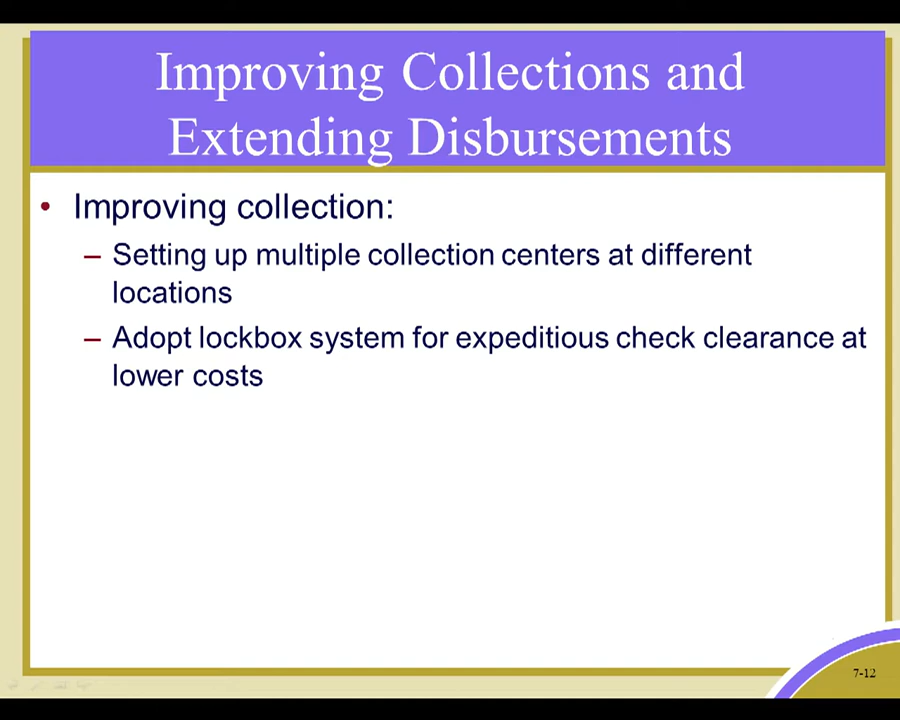 Improving Collections and
Extending Disbursements
• Improving collection:
– Setting up multiple collection centers at different
locations
– Adopt lockbox system for expeditious check clearance at
lower costs
7-12